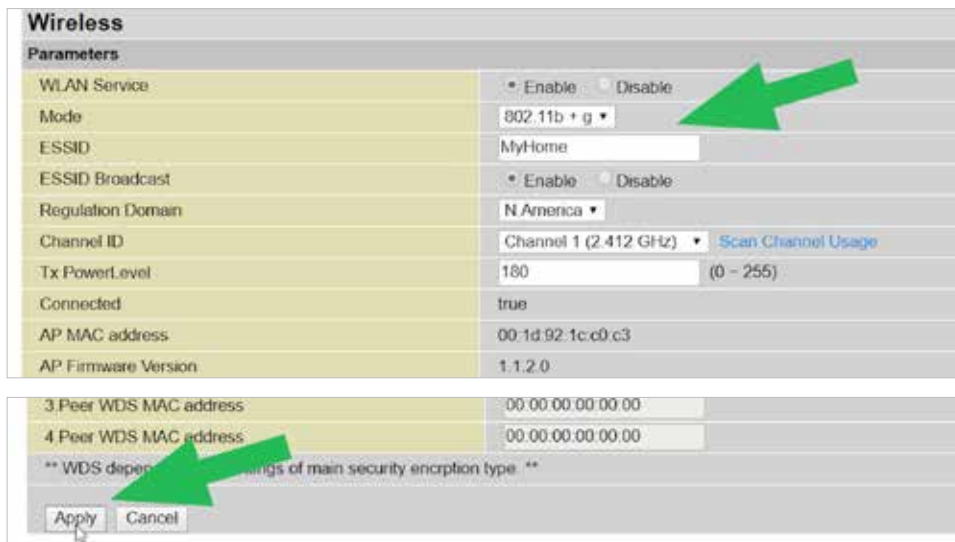 Wireless
Parameters
WLAN Service Enable Disable
Mode 802.11b + g
ESSID MyHome
ESSID Broadcast Enable Disable
Regulation Domain N.America
Channel ID Channel 1 (2.412 GHz) Scan Channel Usage
Tx PowerLevel 180 (0 ~ 255)
Connected true
AP MAC address 00:1d:92:1c:c0:c3
AP Firmware Version 1.1.2.0
3.Peer WDS MAC address 00:00:00:00:00:00
4.Peer WDS MAC address 00:00:00:00:00:00
** WDS of main security encrption type. **
Apply Cancel